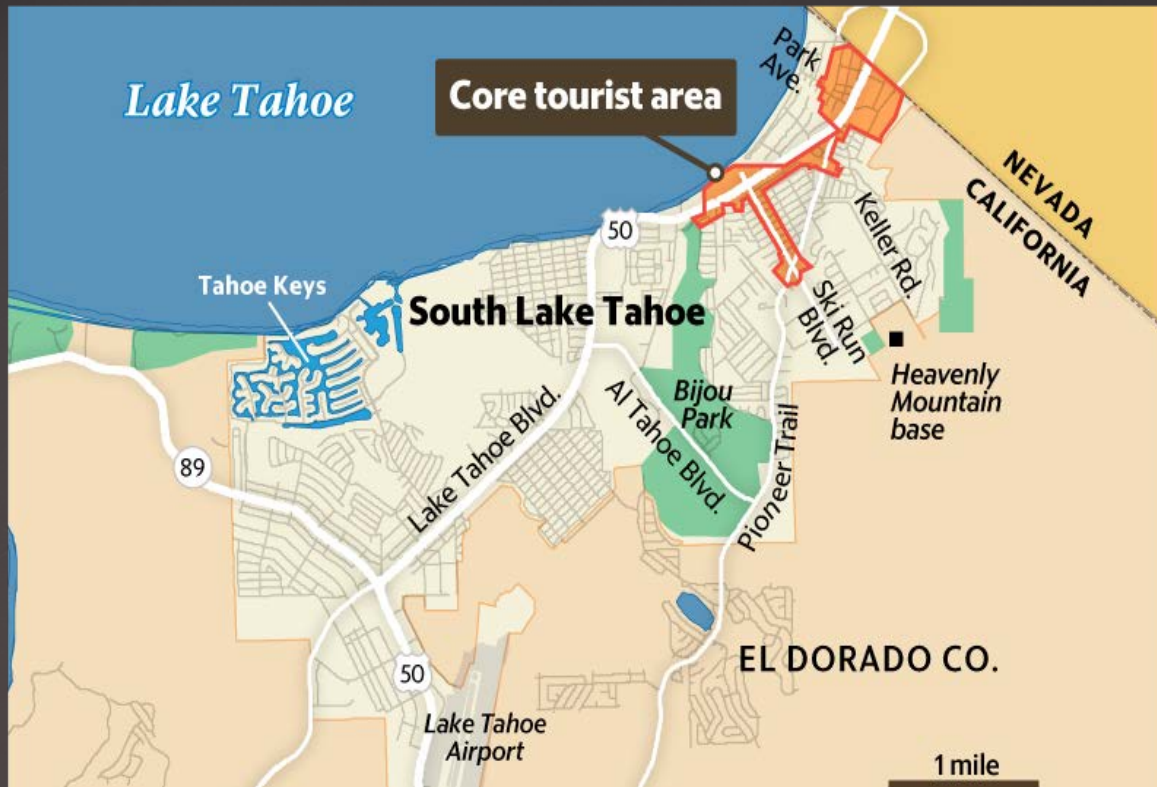 Lake Tahoe
Core tourist area
Park
Ave.
NEVADA
CALIFORNIA
50
Keller Rd.
Tahoe Keys
South Lake Tahoe
Ski Run
Blvd.
Heavenly
Mountain
base
Bijou
Park
Al Tahoe Blvd.
Lake Tahoe Blvd.
Pioneer Trail
89
50
EL DORADO CO.
Lake Tahoe
Airport
1 mile